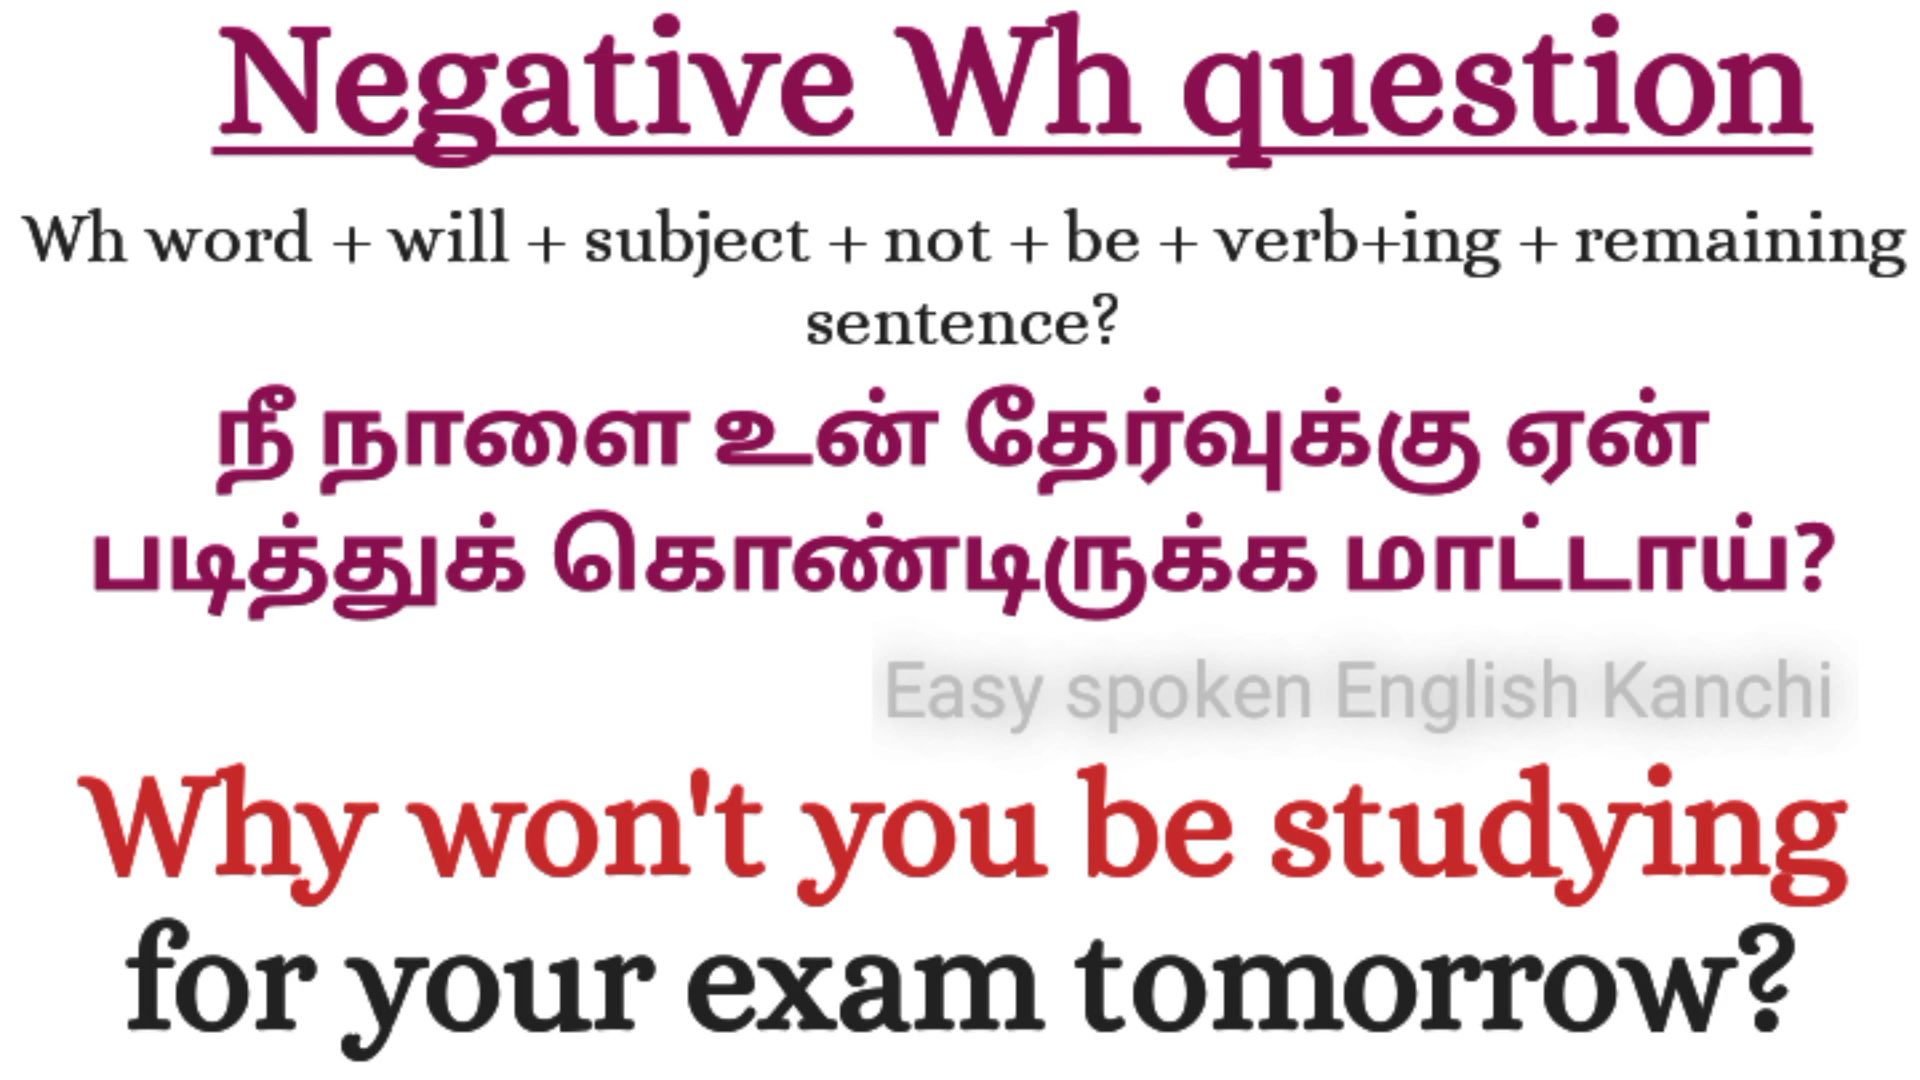 Negative Wh question
Wh word + will + subject + not + be + verb+ing + remaining
sentence?
நீ நாளை உன் தேர்வுக்கு ஏன்
படித்துக் கொண்டிருக்க மாட்டாய்?
Easy spoken English Kanchi
Why won't you be studying
for your exam tomorrow?